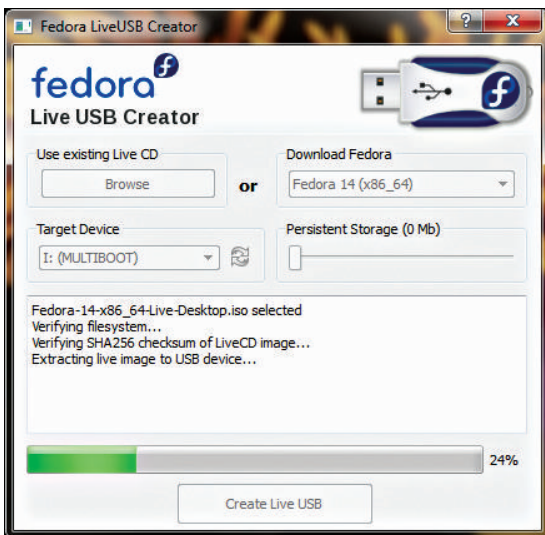 Fedora LiveUSB Creator
fedora
Live USB Creator
Use existing Live CD
Browse
or
Download Fedora
Fedora 14 (x86_64)
Target Device
I: (MULTIBOOT)
Persistent Storage (0 Mb)
Fedora-14-x86_64-Live-Desktop.iso selected
Verifying filesystem...
Verifying SHA256 checksum of LiveCD image...
Extracting live image to USB device...
24%
Create Live USB